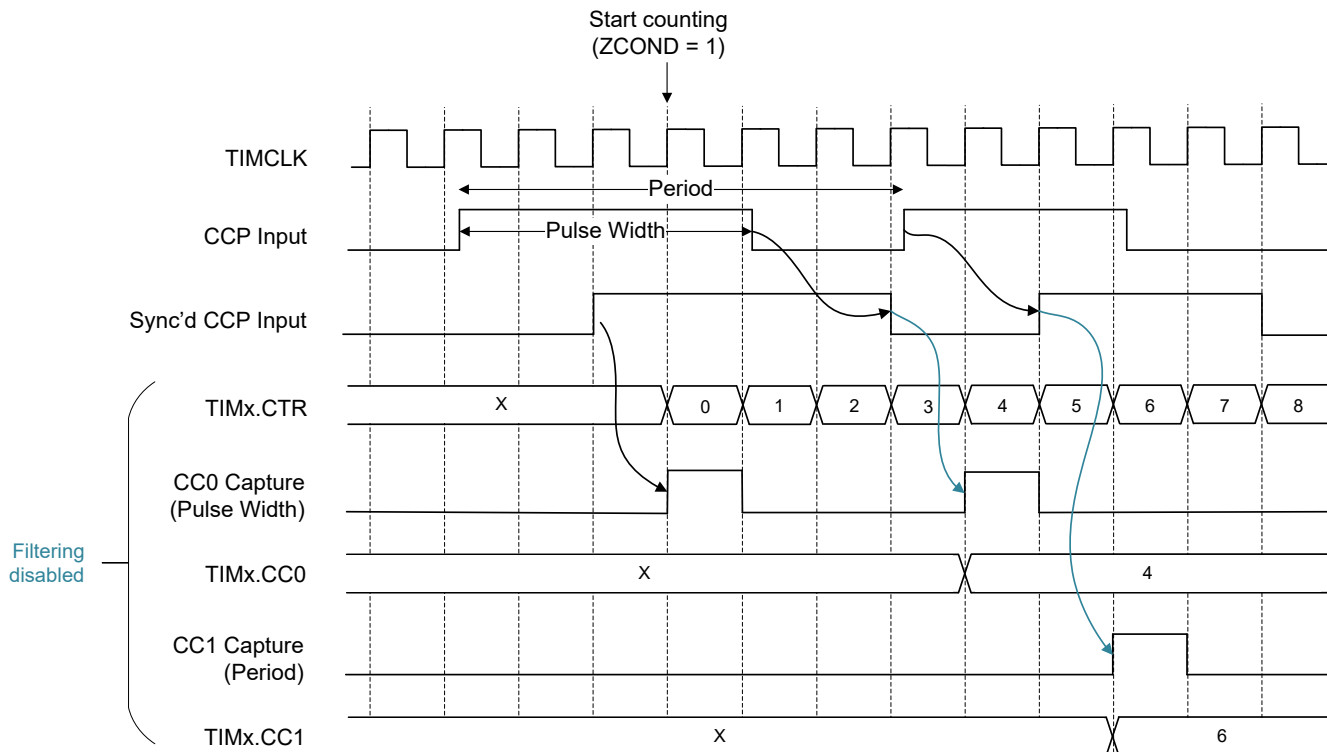 Start counting
(ZCOND = 1)
TIMCLK
Period
CCP Input
Pulse Width
Sync'd CCP Input
TIMx.CTR
X 0 1 2 3 4 5 6 7 8
CC0 Capture
(Pulse Width)
Filtering
disabled
TIMx.CC0
X 4
CC1 Capture
(Period)
TIMx.CC1
X 6